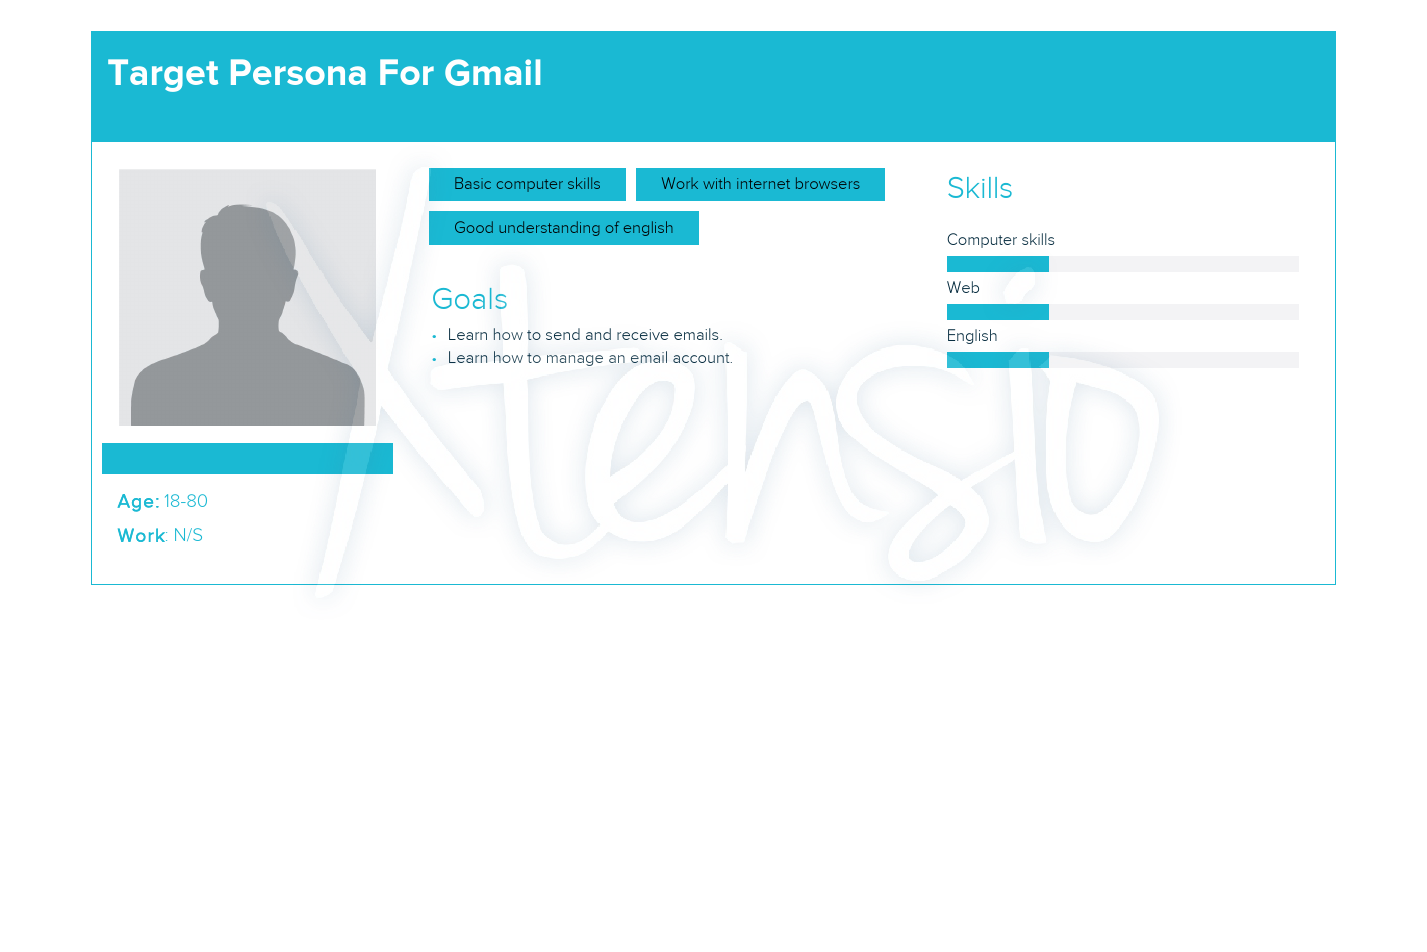 Target Persona For Gmail
Basic computer skills
Work with internet browsers
Good understanding of english
Goals
• Learn how to send and receive emails.
• Learn how to manage an email account.
Skills
Computer skills
Web
English
Age: 18-80
Work: N/S
Xtensio